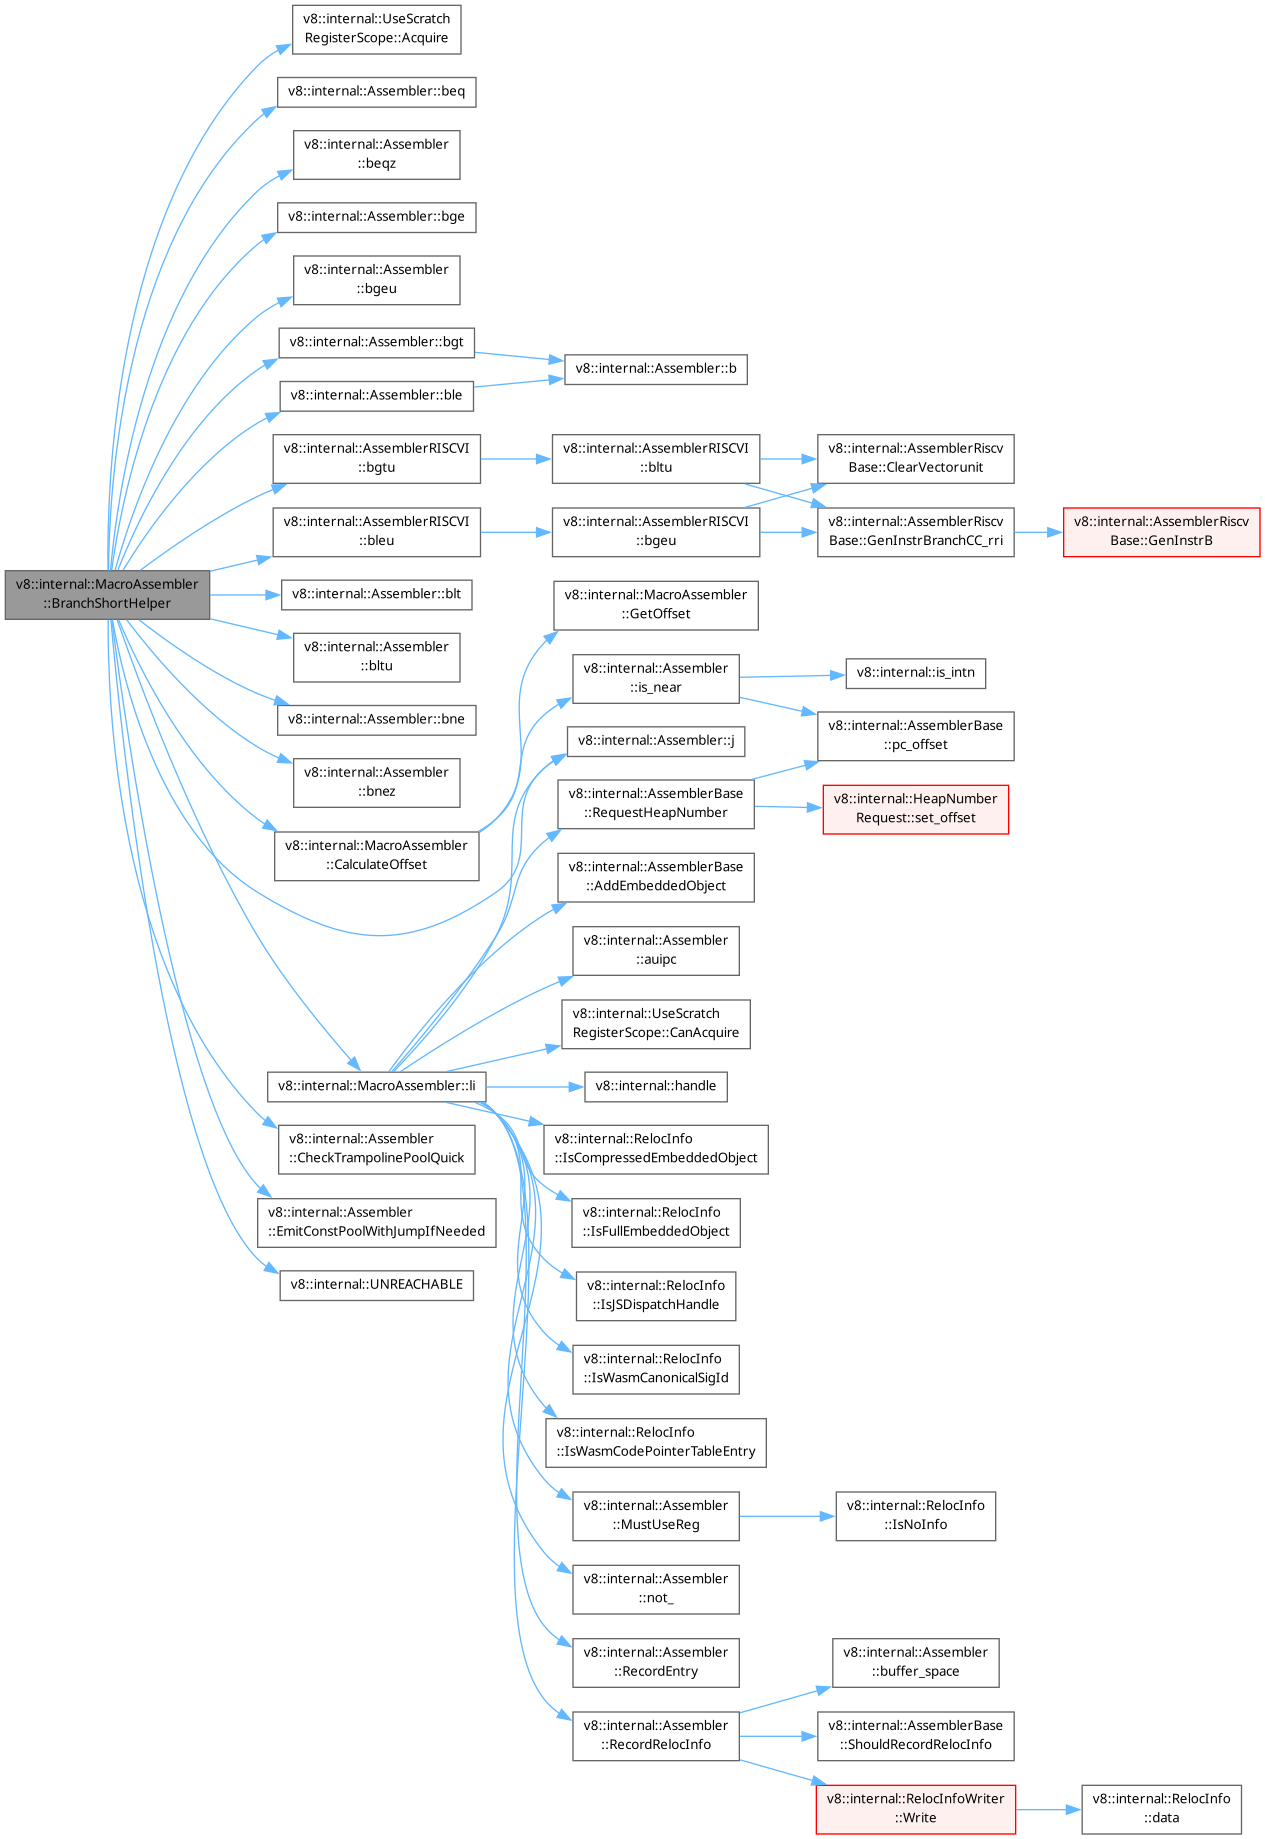 v8::internal::MacroAssembler
::BranchShortHelper
v8::internal::UseScratch
RegisterScope::Acquire
v8::internal::Assembler::beq
v8::internal::Assembler
::beqz
v8::internal::Assembler::bge
v8::internal::Assembler
::bgeu
v8::internal::Assembler::bgt
v8::internal::Assembler::ble
v8::internal::AssemblerRISCVI
::bgtu
v8::internal::AssemblerRISCVI
::bleu
v8::internal::Assembler::blt
v8::internal::Assembler
::bltu
v8::internal::Assembler::bne
v8::internal::Assembler
::bnez
v8::internal::MacroAssembler
::CalculateOffset
v8::internal::MacroAssembler::li
v8::internal::Assembler
::CheckTrampolinePoolQuick
v8::internal::Assembler
::EmitConstPoolWithJumpIfNeeded
v8::internal::UNREACHABLE
v8::internal::Assembler::b
v8::internal::AssemblerRISCVI
::bltu
v8::internal::AssemblerRISCVI
::bgeu
v8::internal::MacroAssembler
::GetOffset
v8::internal::Assembler
::is_near
v8::internal::Assembler::j
v8::internal::AssemblerBase
::RequestHeapNumber
v8::internal::AssemblerBase
::AddEmbeddedObject
v8::internal::Assembler
::auipc
v8::internal::UseScratch
RegisterScope::CanAcquire
v8::internal::handle
v8::internal::RelocInfo
::IsCompressedEmbeddedObject
v8::internal::RelocInfo
::IsFullEmbeddedObject
v8::internal::RelocInfo
::IsJSDispatchHandle
v8::internal::RelocInfo
::IsWasmCanonicalSigId
v8::internal::RelocInfo
::IsWasmCodePointerTableEntry
v8::internal::Assembler
::MustUseReg
v8::internal::Assembler
::not_
v8::internal::Assembler
::RecordEntry
v8::internal::Assembler
::RecordRelocInfo
v8::internal::AssemblerRiscv
Base::ClearVectorunit
v8::internal::AssemblerRiscv
Base::GenInstrBranchCC_rri
v8::internal::is_intn
v8::internal::AssemblerBase
::pc_offset
v8::internal::HeapNumber
Request::set_offset
v8::internal::RelocInfo
::IsNoInfo
v8::internal::Assembler
::buffer_space
v8::internal::AssemblerBase
::ShouldRecordRelocInfo
v8::internal::RelocInfoWriter
::Write
v8::internal::AssemblerRiscv
Base::GenInstrB
v8::internal::RelocInfo
::data